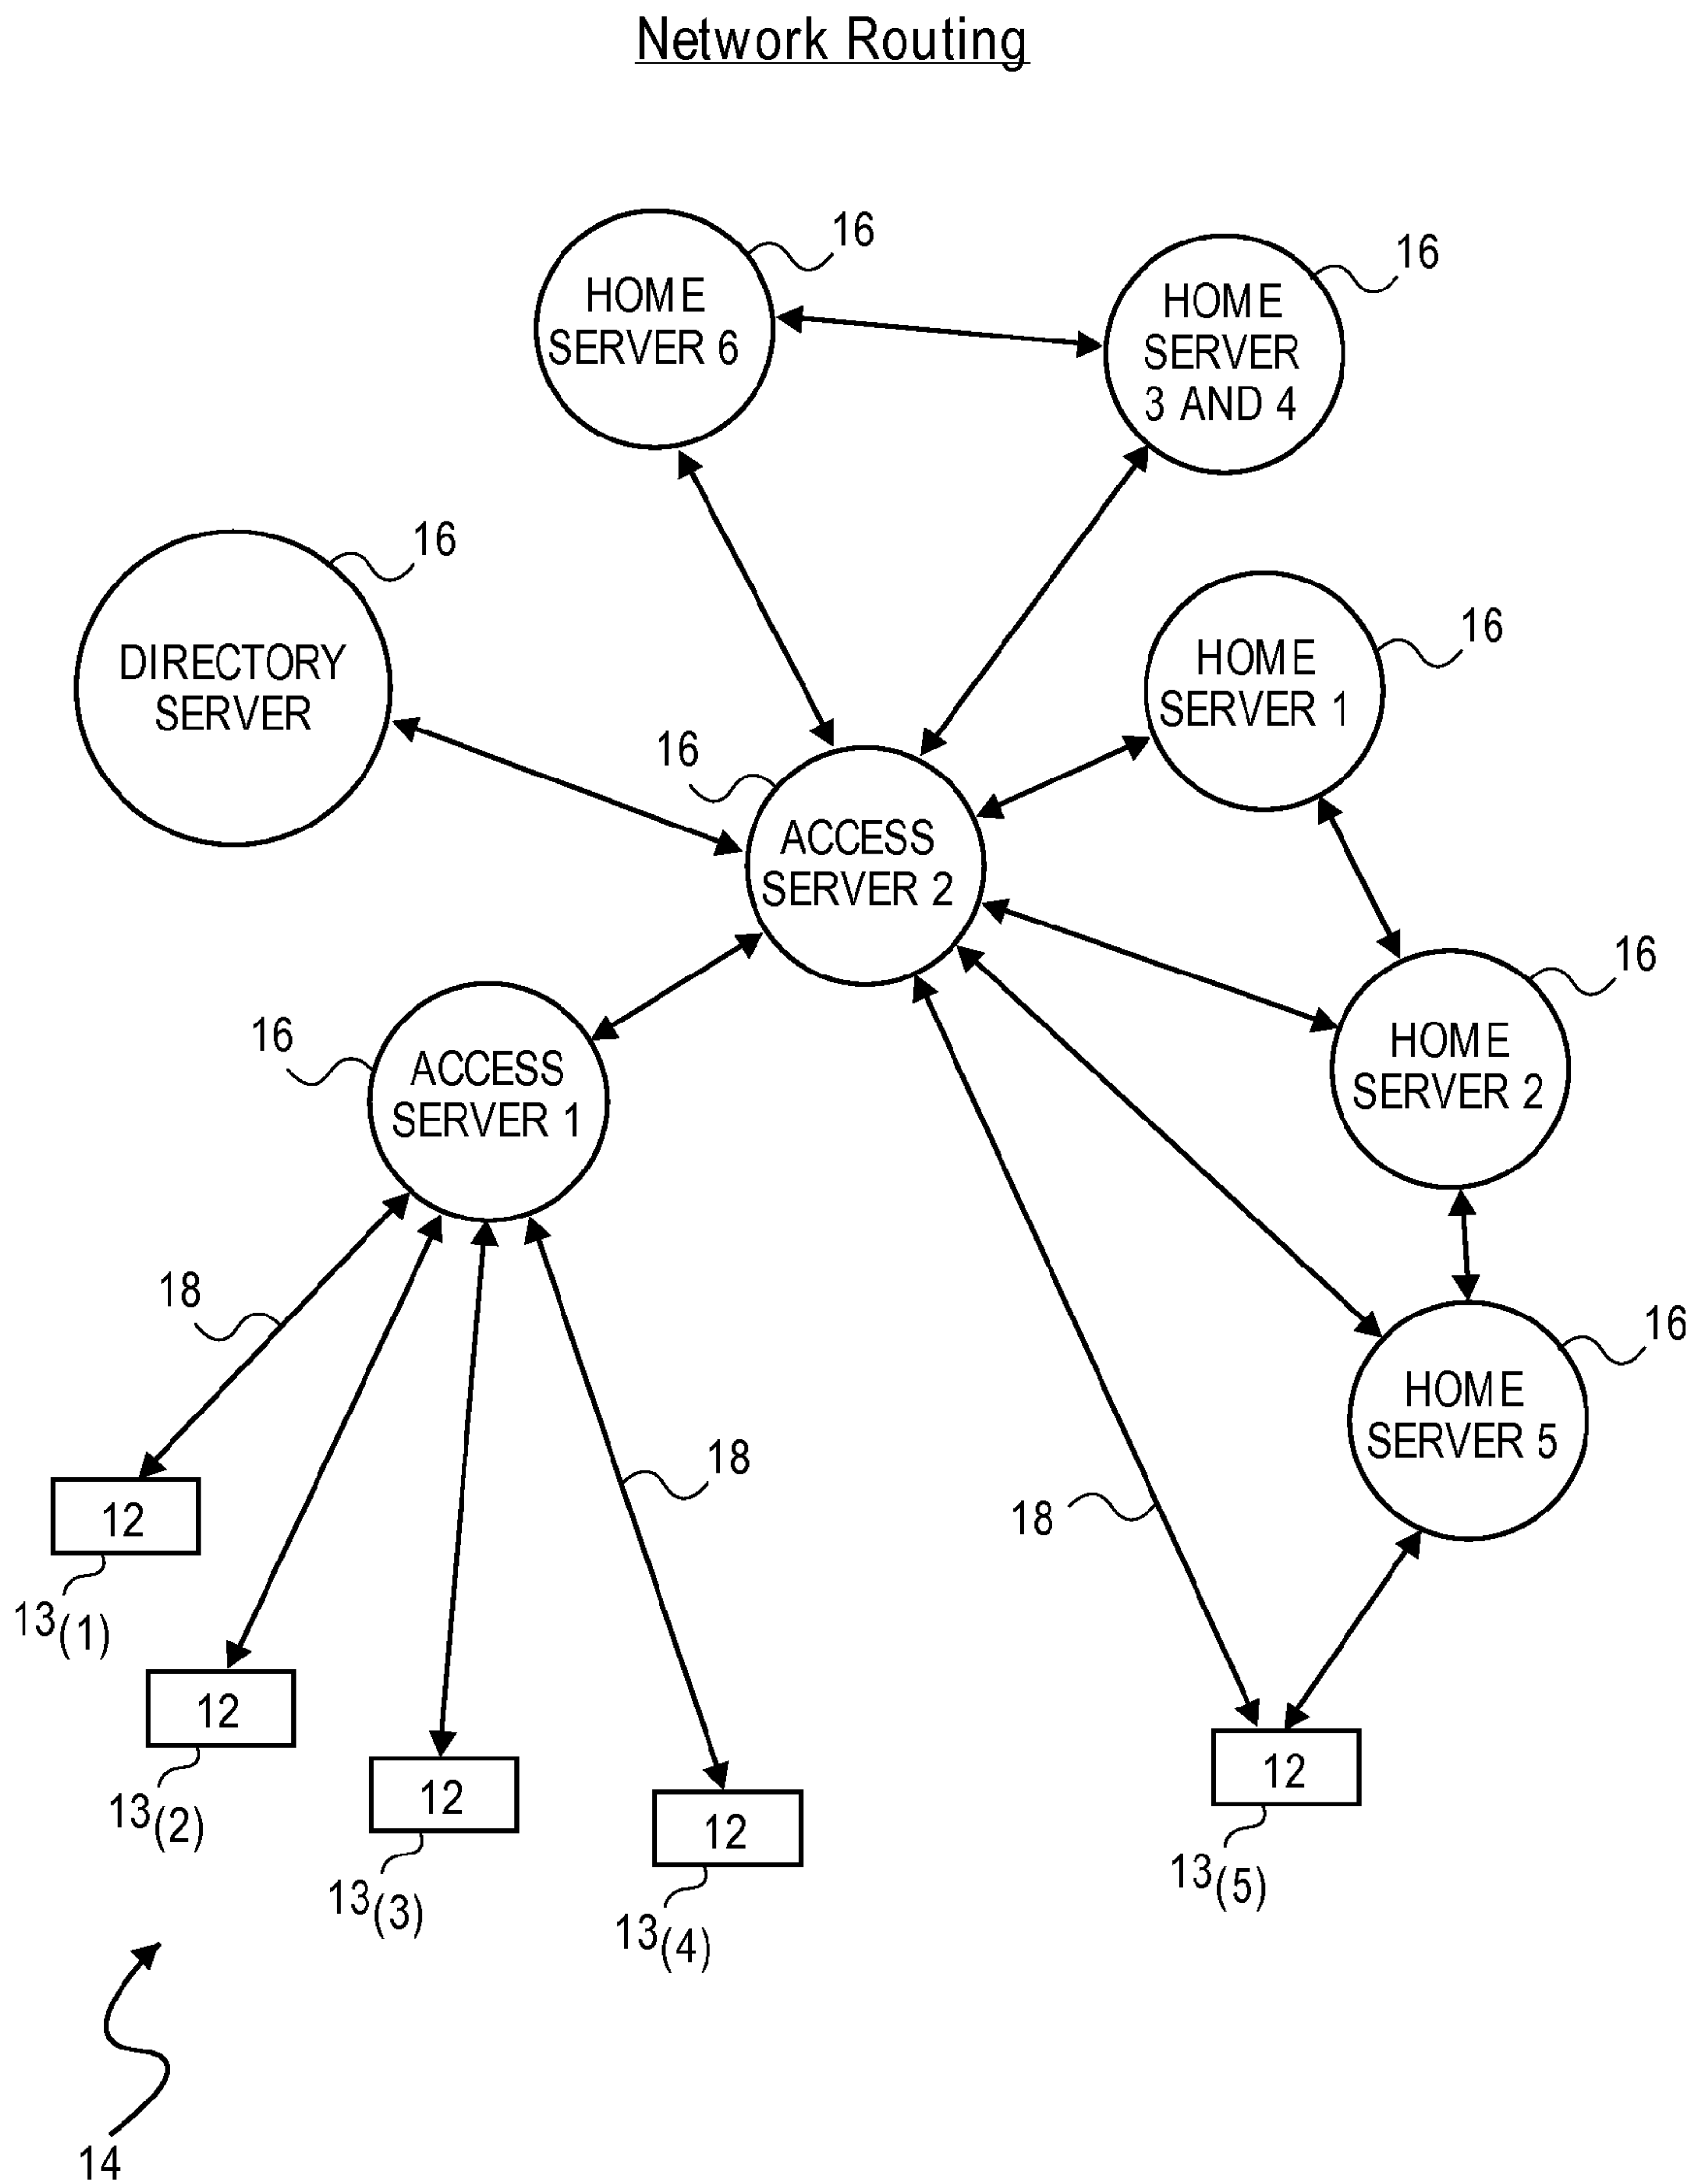 Network Routing
16
HOME
SERVER 6
16
HOME
SERVER
3 AND 4
16
DIRECTORY
SERVER
16
HOME
SERVER 1
16
ACCESS
SERVER 2
16
HOME
SERVER 2
16
ACCESS
SERVER 1
16
HOME
SERVER 5
18
18
18
12
13(1)
12
13(2)
12
13(3)
12
13(4)
12
13(5)
14